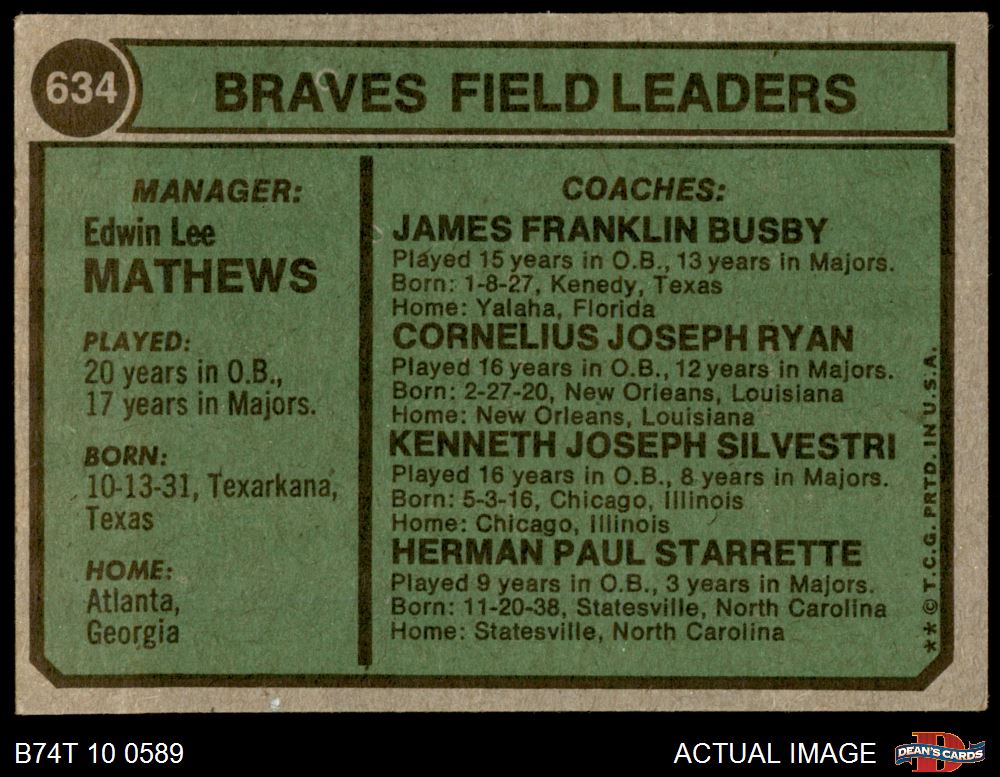 634
BRAVES FIELD LEADERS
MANAGER:
Edwin Lee
MATHEWS
PLAYED:
20 years in O.B.,
17 years in Majors.
BORN:
10-13-31, Texarkana,
Texas
HOME:
Atlanta,
Georgia
COACHES:
JAMES FRANKLIN BUSBY
Played 15 years in O.B., 13 years in Majors.
Born: 1-8-27, Kenedy, Texas
Home: Yalaha, Florida
CORNELIUS JOSEPH RYAN
Played 16 years in O.B., 12 years in Majors.
Born: 2-27-20, New Orleans, Louisiana
Home: New Orleans, Louisiana
KENNETH JOSEPH SILVESTRI
Played 16 years in O.B., 8 years in Majors.
Born: 5-3-16, Chicago, Illinois
Home: Chicago, Illinois
HERMAN PAUL STARRETTE
Played 9 years in O.B., 3 years in Majors.
Born: 11-20-38, Statesville, North Carolina
Home: Statesville, North Carolina
** © T.C.G. PRTD. IN U.S.A.
B74T 10 0589
ACTUAL IMAGE
D
DEAN'S CARDS